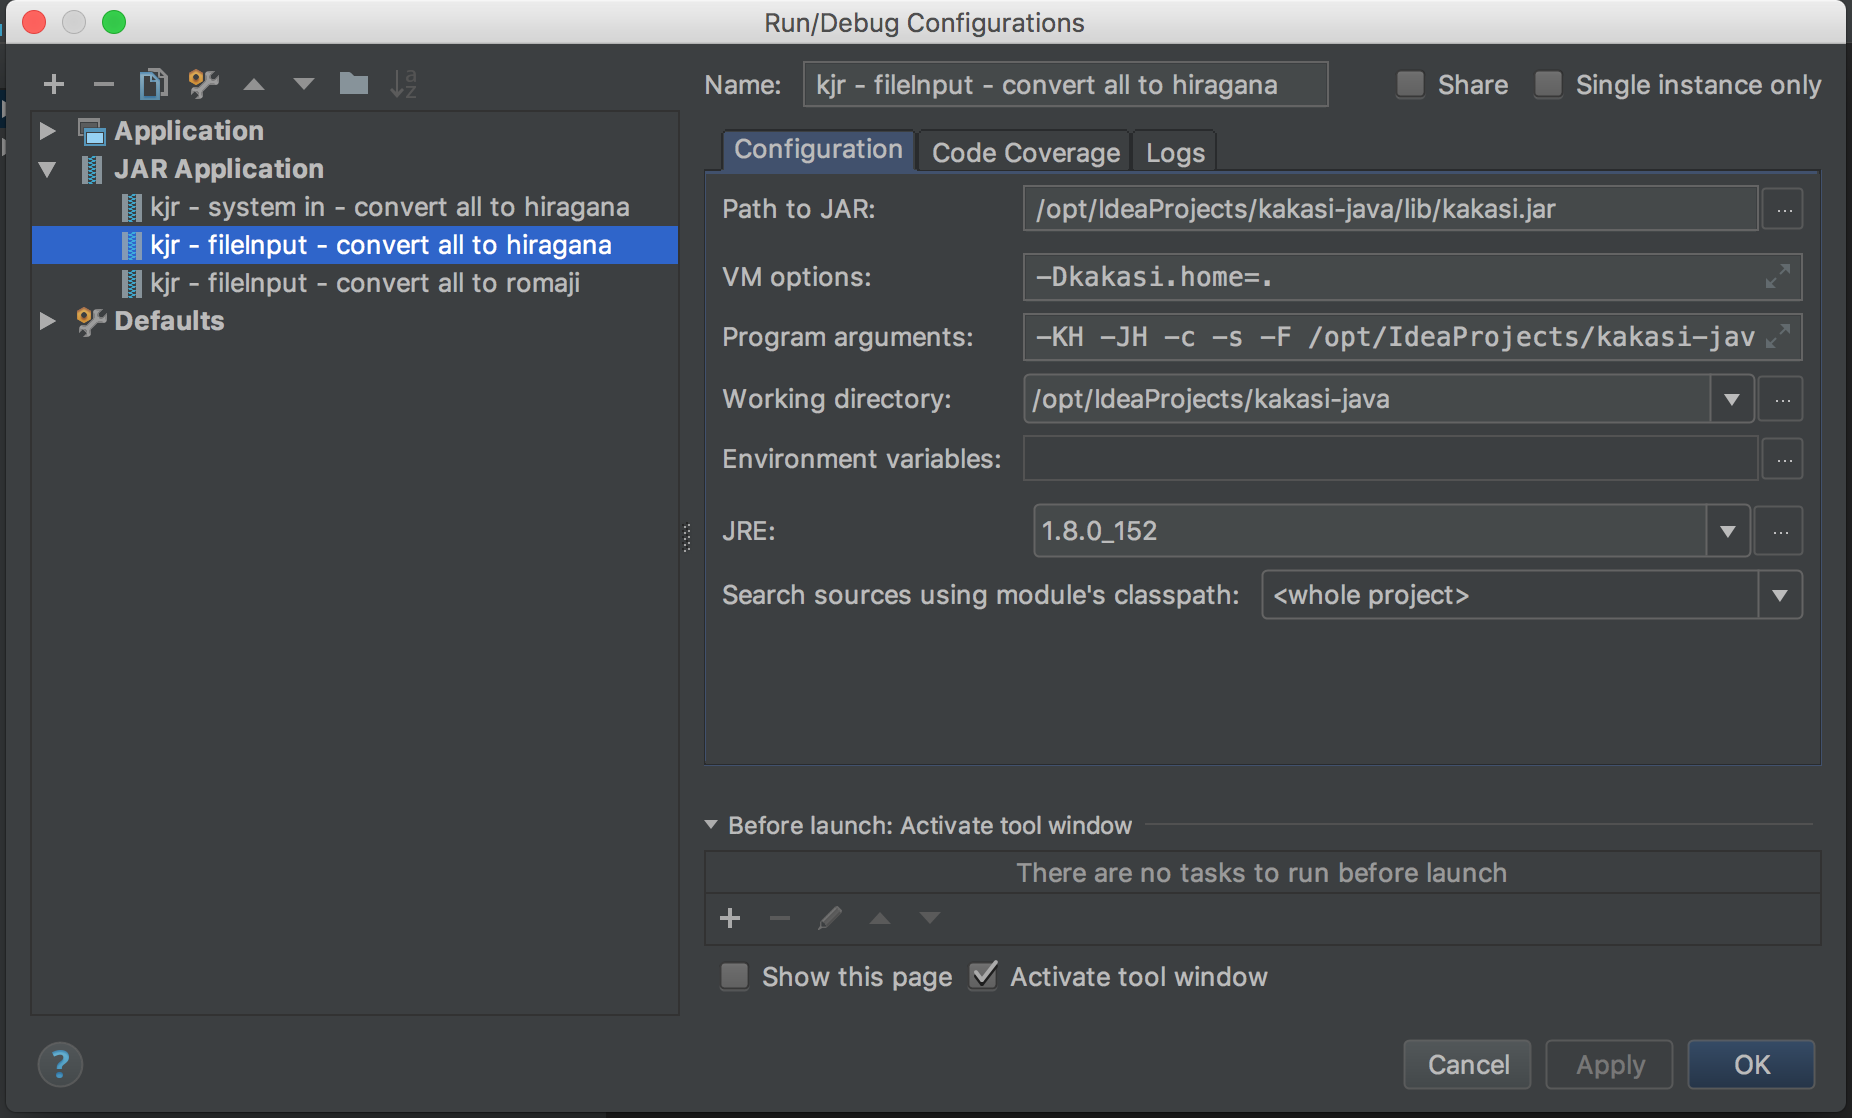 Run/Debug Configurations
Name: kjr - fileInput - convert all to hiragana Share Single instance only
Application
JAR Application
kjr - system in - convert all to hiragana
kjr - fileInput - convert all to hiragana
kjr - fileInput - convert all to romaji
Defaults
Configuration Code Coverage Logs
Path to JAR: /opt/IdeaProjects/kakasi-java/lib/kakasi.jar ...
VM options: -Dkakasi.home=.
Program arguments: -KH -JH -c -s -F /opt/IdeaProjects/kakasi-jav
Working directory: /opt/IdeaProjects/kakasi-java ...
Environment variables: ...
JRE: 1.8.0_152 ...
Search sources using module's classpath: <whole project>
Before launch: Activate tool window
There are no tasks to run before launch
Show this page Activate tool window
? Cancel Apply OK